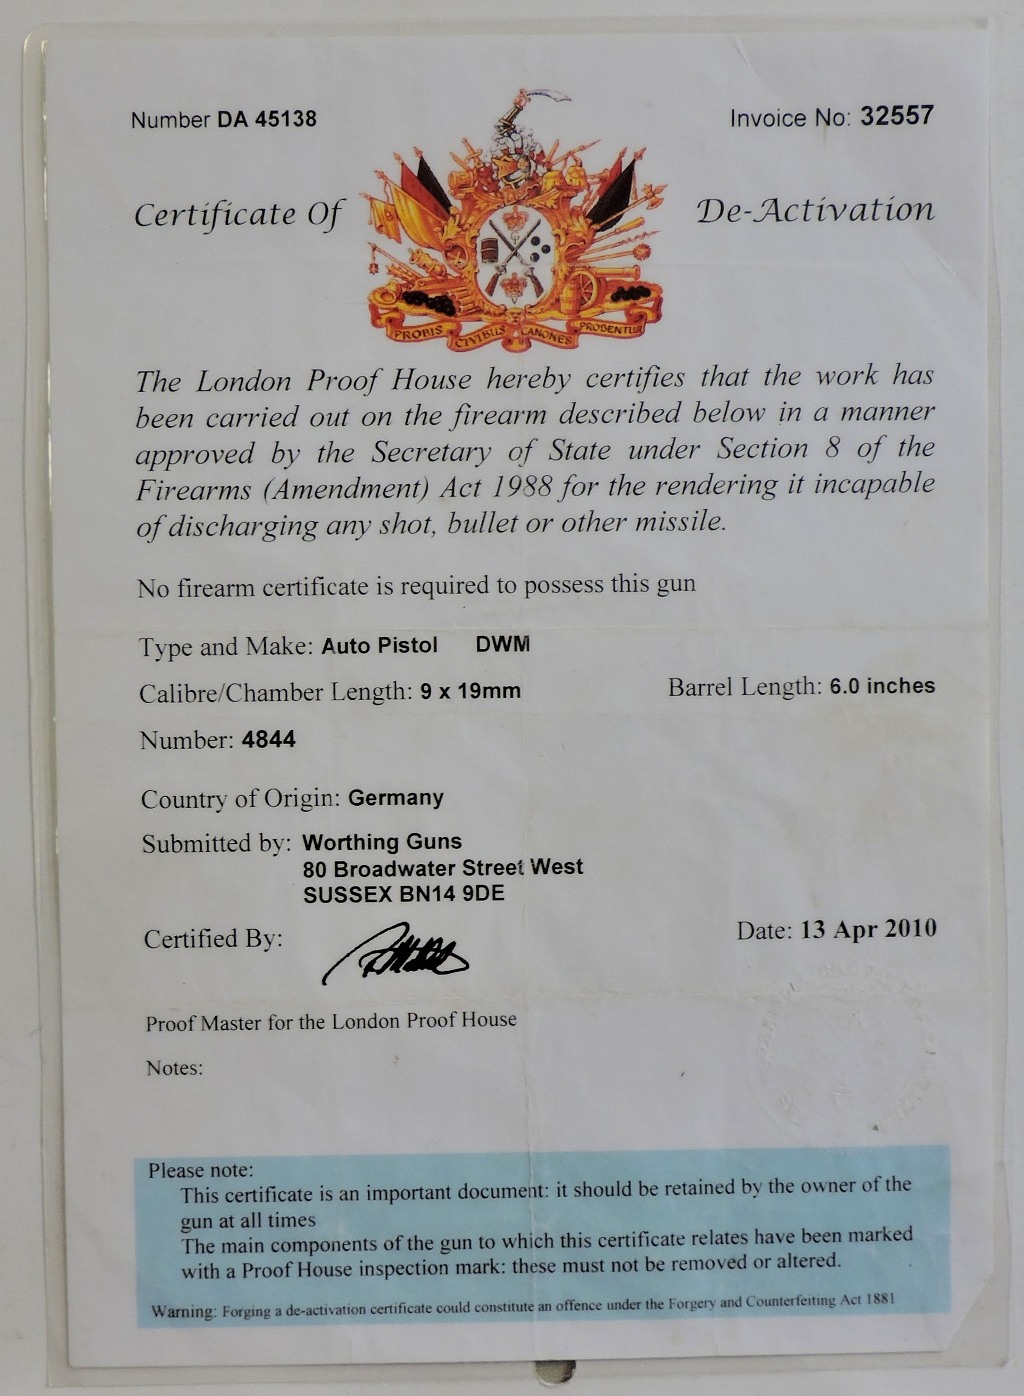 Number DA 45138
Invoice No: 32557
Certificate Of
De-Activation
PROBIS CIVIBUS CANONES PROBENTUR
The London Proof House hereby certifies that the work has
been carried out on the firearm described below in a manner
approved by the Secretary of State under Section 8 of the
Firearms (Amendment) Act 1988 for the rendering it incapable
of discharging any shot, bullet or other missile.
No firearm certificate is required to possess this gun
Type and Make: Auto Pistol DWM
Calibre/Chamber Length: 9 x 19mm
Barrel Length: 6.0 inches
Number: 4844
Country of Origin: Germany
Submitted by: Worthing Guns
80 Broadwater Street West
SUSSEX BN14 9DE
Certified By:
Date: 13 Apr 2010
Proof Master for the London Proof House
Notes:
Please note:
This certificate is an important document: it should be retained by the owner of the
gun at all times
The main components of the gun to which this certificate relates have been marked
with a Proof House inspection mark: these must not be removed or altered.
Warning: Forging a de-activation certificate could constitute an offence under the Forgery and Counterfeiting Act 1881